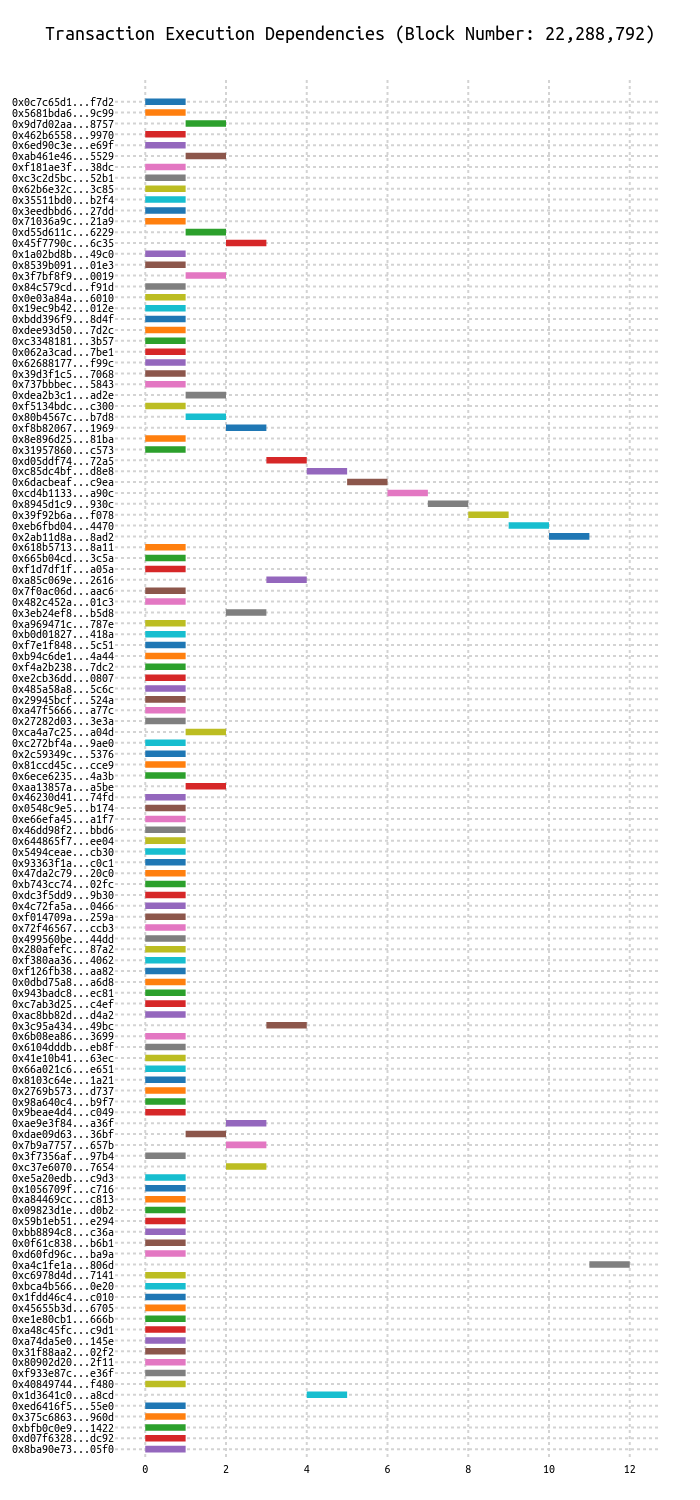 Transaction Execution Dependencies (Block Number: 22,288,792)
0x0c7c65d1...f7d2
0x5681bda6...9c99
0x9d7d02aa...8757
0x462b6558...9970
0x6ed90c3e...e69f
0xab461e46...5529
0xf181ae3f...38dc
0xc3c2d5bc...52b1
0x62b6e32c...3c85
0x35511bd0...b2f4
0x3eedbbd6...27dd
0x71036a9c...21a9
0xd55d611c...6229
0x45f7790c...6c35
0x1a02bd8b...49c0
0x8539b091...01e3
0x3f7bf8f9...0019
0x84c579cd...f91d
0x0e03a84a...6010
0x19ec9b42...012e
0xbdd396f9...8d4f
0xdee93d50...7d2c
0xc3348181...3b57
0x062a3cad...7be1
0x62688177...f99c
0x39d3f1c5...7068
0x737bbbec...5843
0xdea2b3c1...ad2e
0xf5134bdc...c300
0x80b4567c...b7d8
0xf8b82067...1969
0x8e896d25...81ba
0x31957860...c573
0xd05ddf74...72a5
0xc85dc4bf...d8e8
0x6dacbeaf...c9ea
0xcd4b1133...a90c
0x8945d1c9...930c
0x39f92b6a...f078
0xeb6fbd04...4470
0x2ab11d8a...8ad2
0x618b5713...8a11
0x665b04cd...3c5a
0xf1d7df1f...a05a
0xa85c069e...2616
0x7f0ac06d...aac6
0x482c452a...01c3
0x3eb24ef8...b5d8
0xa969471c...787e
0xb0d01827...418a
0xf7e1f848...5c51
0xb94c6de1...4a44
0xf4a2b238...7dc2
0xe2cb36dd...0807
0x485a58a8...5c6c
0x29945bcf...524a
0xa47f5666...a77c
0x27282d03...3e3a
0xca4a7c25...a04d
0xc272bf4a...9ae0
0x2c59349c...5376
0x81ccd45c...cce9
0x6ece6235...4a3b
0xaa13857a...a5be
0x46230d41...74fd
0x0548c9e5...b174
0xe66efa45...a1f7
0x46dd98f2...bbd6
0x644865f7...ee04
0x5494ceae...cb30
0x93363f1a...c0c1
0x47da2c79...20c0
0xb743cc74...02fc
0xdc3f5dd9...9b30
0x4c72fa5a...0466
0xf014709a...259a
0x72f46567...ccb3
0x499560be...44dd
0x280afefc...87a2
0xf380aa36...4062
0xf126fb38...aa82
0x0dbd75a8...a6d8
0x943badc8...ec81
0xc7ab3d25...c4ef
0xac8bb82d...d4a2
0x3c95a434...49bc
0x6b08ea86...3699
0x6104dddb...eb8f
0x41e10b41...63ec
0x66a021c6...e651
0x8103c64e...1a21
0x2769b573...d737
0x98a640c4...b9f7
0x9beae4d4...c049
0xae9e3f84...a36f
0xdae09d63...36bf
0x7b9a7757...657b
0x3f7356af...97b4
0xc37e6070...7654
0xe5a20edb...c9d3
0x1056709f...c716
0xa84469cc...c813
0x09823d1e...d0b2
0x59b1eb51...e294
0xbb8894c8...c36a
0x0f61c838...b6b1
0xd60fd96c...ba9a
0xa4c1fe1a...806d
0xc6978d4d...7141
0xbca4b566...0e20
0x1fdd46c4...c010
0x45655b3d...6705
0xe1e80cb1...666b
0xa48c45fc...c9d1
0xa74da5e0...145e
0x31f88aa2...02f2
0x80902d20...2f11
0xf933e87c...e36f
0x40849744...f480
0x1d3641c0...a8cd
0xed6416f5...55e0
0x375c6863...960d
0xbfb0c0e9...1422
0xd07f6328...dc92
0x8ba90e73...05f0
0 2 4 6 8 10 12